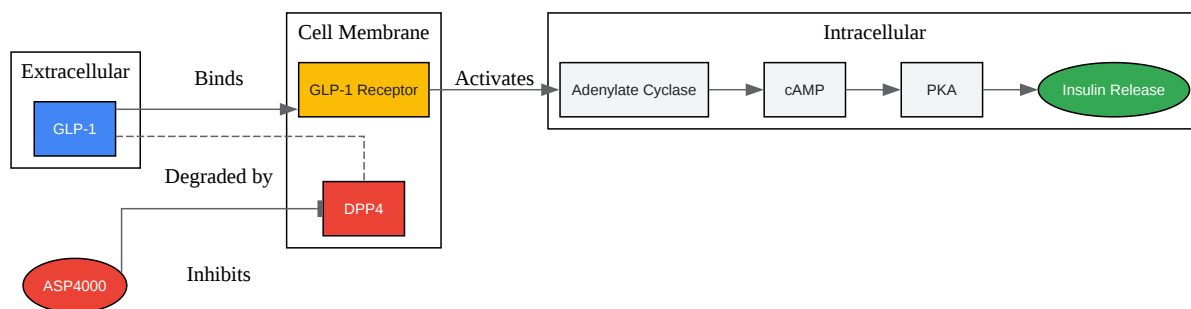 Extracellular
GLP-1
Binds
Degraded by
ASP4000
Inhibits
Cell Membrane
GLP-1 Receptor
DPP4
Activates
Intracellular
Adenylate Cyclase
cAMP
PKA
Insulin Release